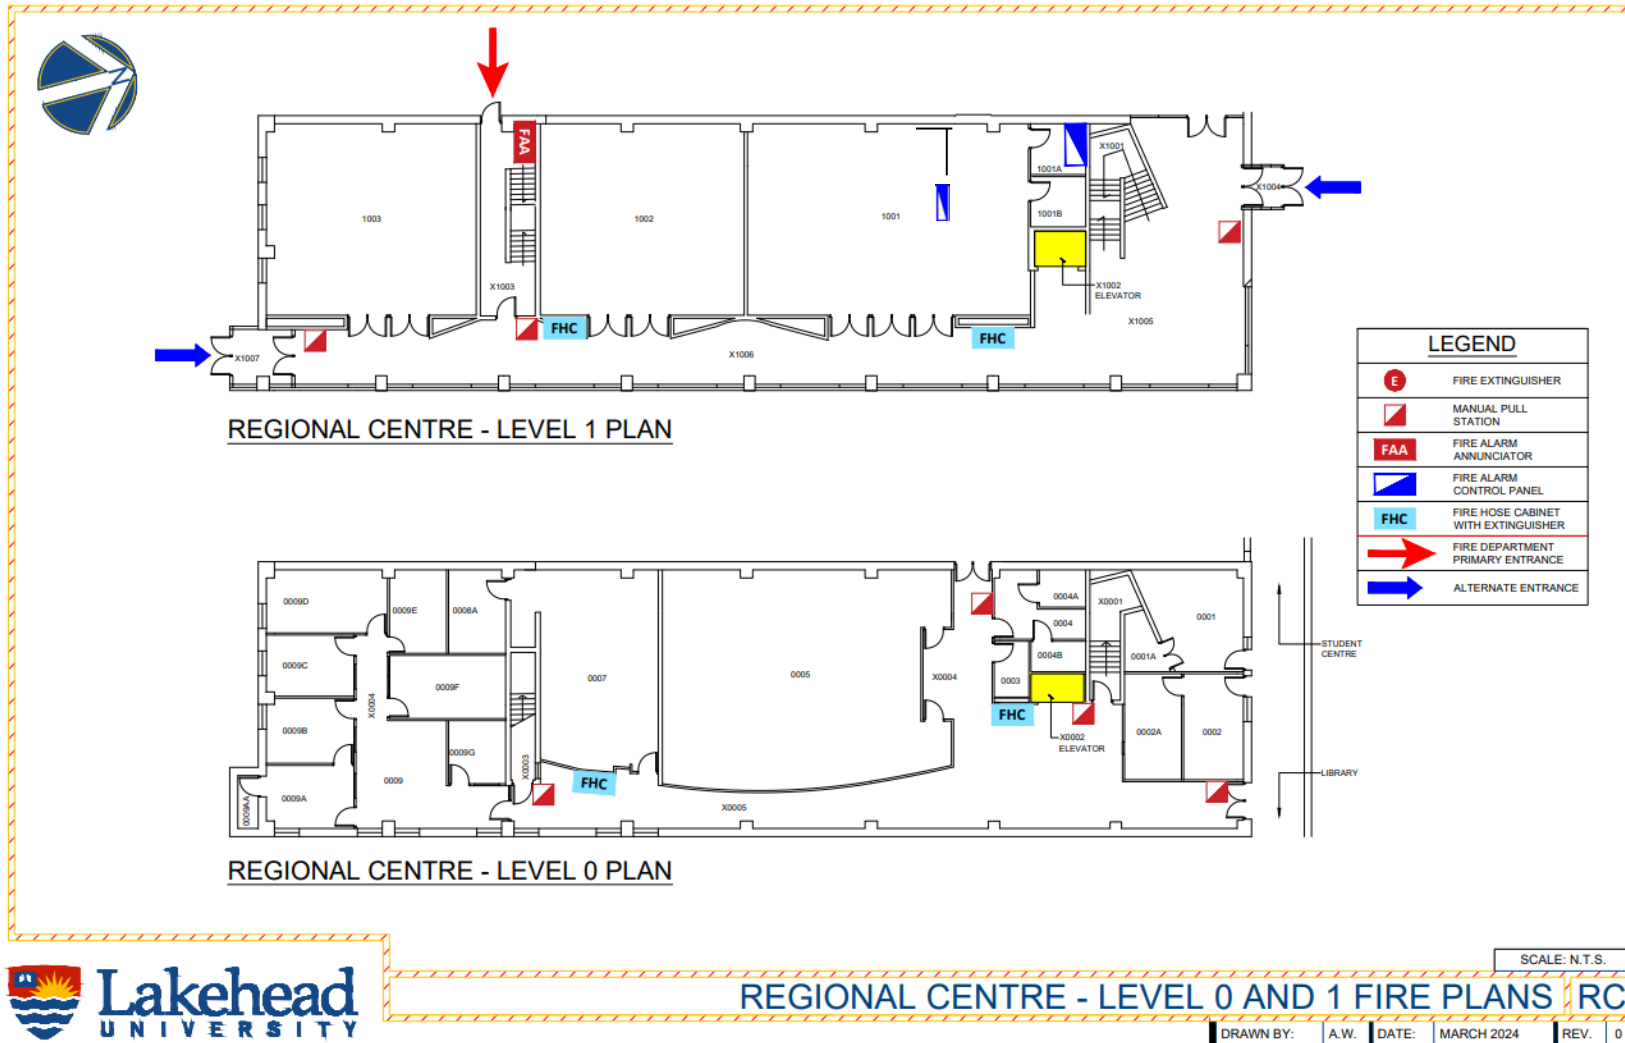 N
FAA
X1001
1001A
X1004
1003
1002
1001
1001B
X1003
X1002
ELEVATOR
X1005
FHC
FHC
X1007
X1006
REGIONAL CENTRE - LEVEL 1 PLAN
LEGEND
E FIRE EXTINGUISHER
MANUAL PULL
STATION
FAA FIRE ALARM
ANNUNCIATOR
FIRE ALARM
CONTROL PANEL
FHC FIRE HOSE CABINET
WITH EXTINGUISHER
FIRE DEPARTMENT
PRIMARY ENTRANCE
ALTERNATE ENTRANCE
0009D
0009E
0008A
0004A
X0001
0001
0004
STUDENT
CENTRE
0009C
0004B
0001A
0009F
0007
0005
X0004
0003
X0004
FHC
0009B
0009G
X0002
ELEVATOR
0002A
0002
X0003
0009
FHC
LIBRARY
0009A
0009AA
X0005
REGIONAL CENTRE - LEVEL 0 PLAN
SCALE: N.T.S.
Lakehead
UNIVERSITY
REGIONAL CENTRE - LEVEL 0 AND 1 FIRE PLANS RC
DRAWN BY: A.W. DATE: MARCH 2024 REV. 0